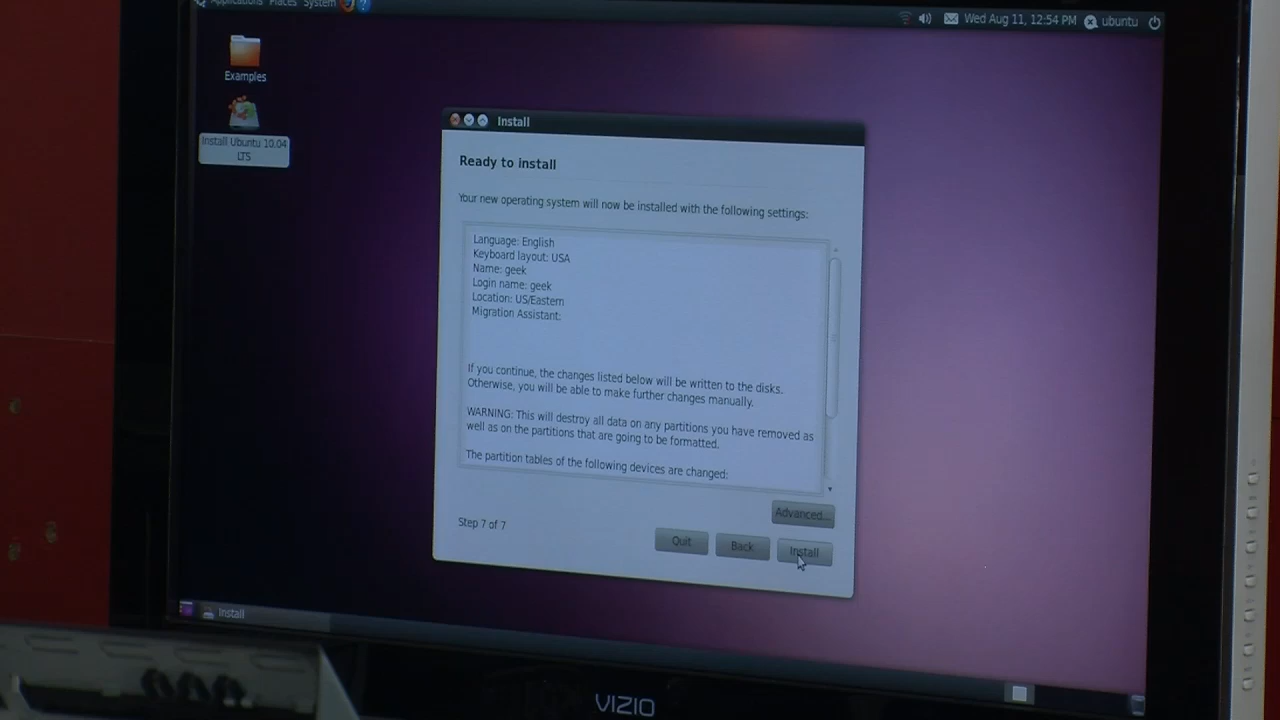 Applications Places System
Wed Aug 11, 12:54 PM ubuntu
Examples
Install Ubuntu 10.04
LTS
Install
Ready to install
Your new operating system will now be installed with the following settings:
Language: English
Keyboard layout: USA
Name: geek
Login name: geek
Location: US/Eastern
Migration Assistant:
If you continue, the changes listed below will be written to the disks.
Otherwise, you will be able to make further changes manually.
WARNING: This will destroy all data on any partitions you have removed as
well as on the partitions that are going to be formatted.
The partition tables of the following devices are changed:
Advanced...
Step 7 of 7
Quit Back Install
Install
VIZIO